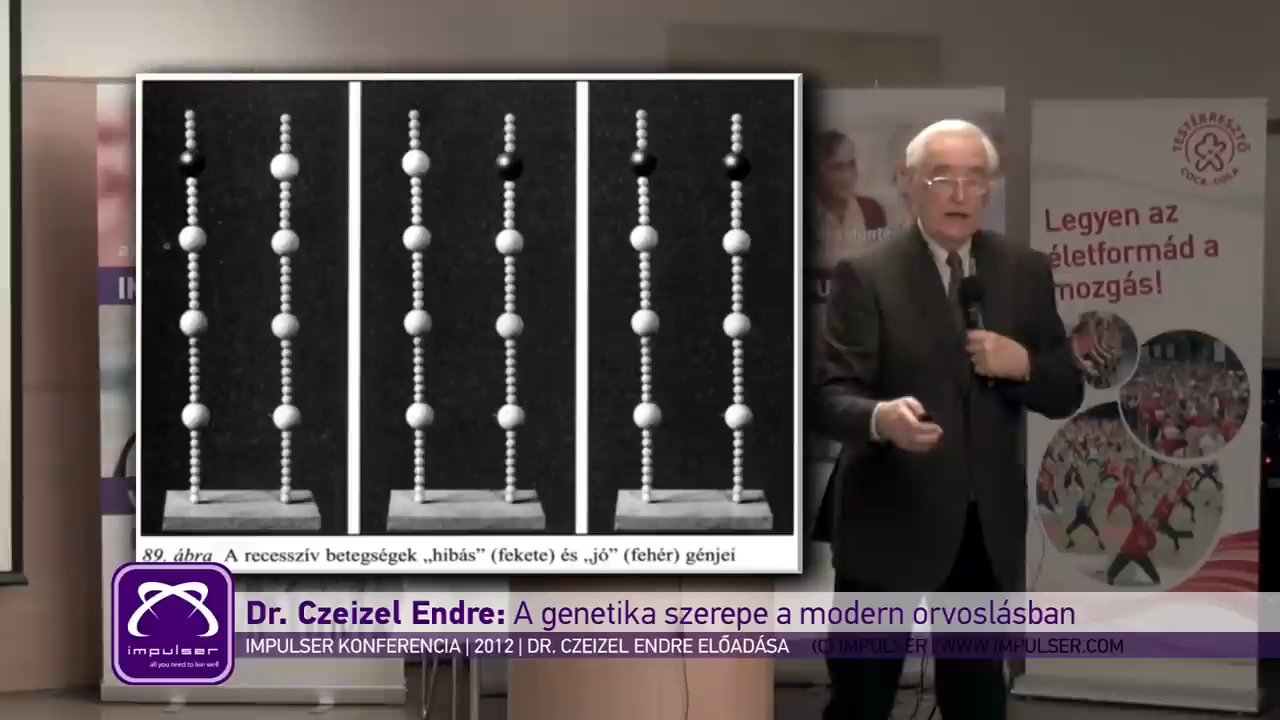 89. ábra A recesszív betegségek „hibás” (fekete) és „jó” (fehér) génjei
TESTÉBRESZTŐ
COCA-COLA
Legyen az
életformád a
mozgás!
impulser
all you need to live well
Dr. Czeizel Endre: A genetika szerepe a modern orvoslásban
IMPULSER KONFERENCIA | 2012 | DR. CZEIZEL ENDRE ELŐADÁSA (C) IMPULSER | WWW.IMPULSER.COM